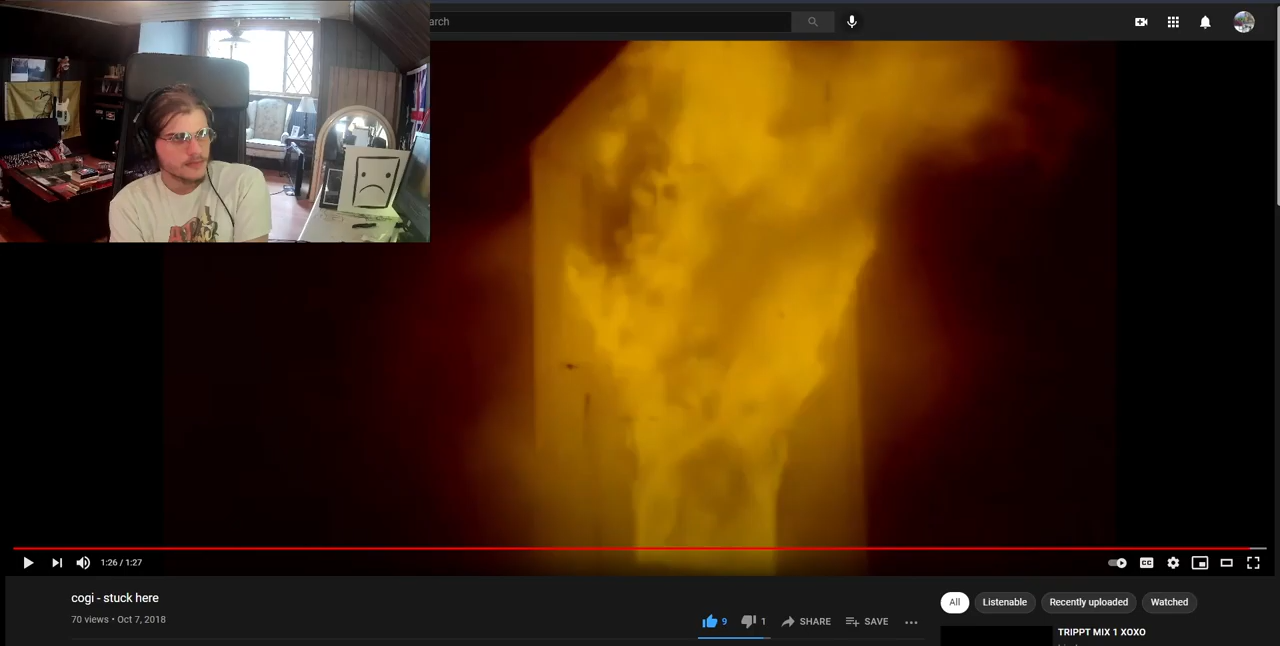 arch
1:26 / 1:27
CC
cogi - stuck here
70 views • Oct 7, 2018
9
1
SHARE
SAVE
All
Listenable
Recently uploaded
Watched
TRIPPT MIX 1 XOXO